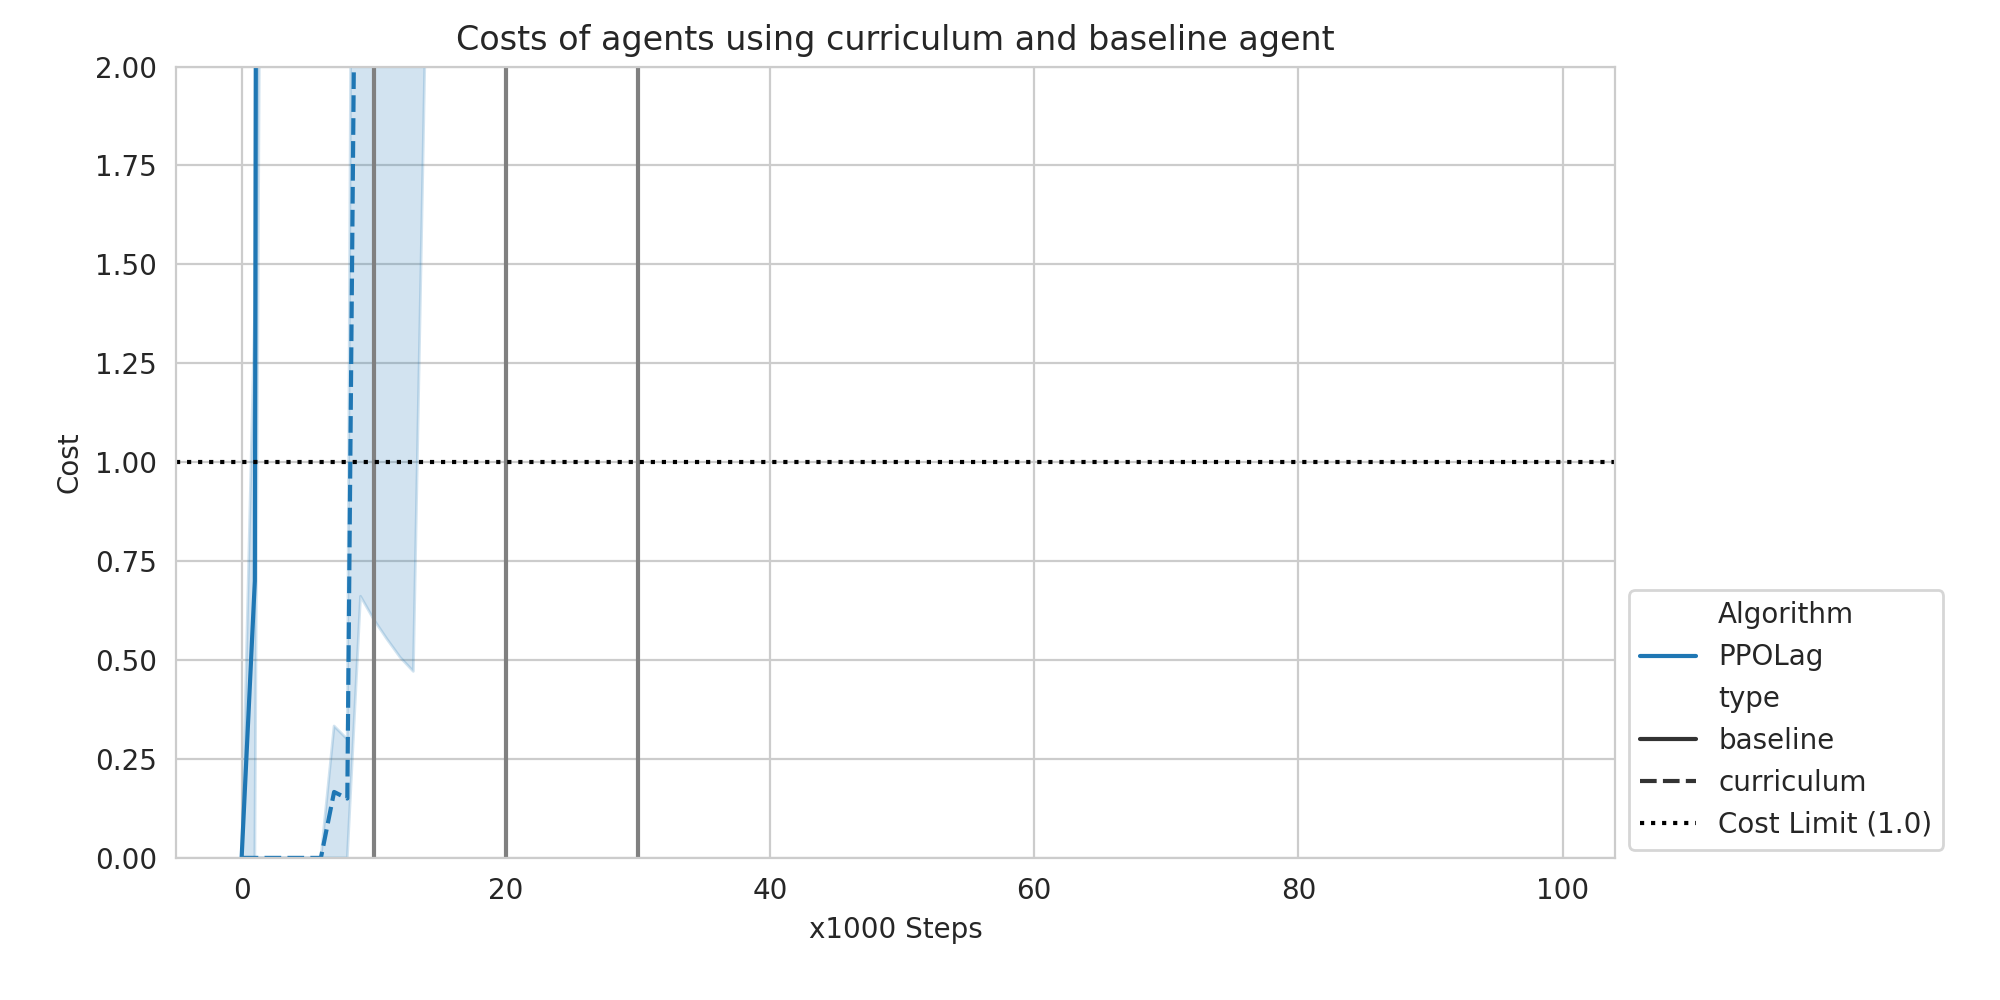 Costs of agents using curriculum and baseline agent
2.00
1.75
1.50
1.25
1.00
0.75
0.50
0.25
0.00
Cost
0 20 40 60 80 100
x1000 Steps
Algorithm
PPOLag
type
baseline
curriculum
Cost Limit (1.0)